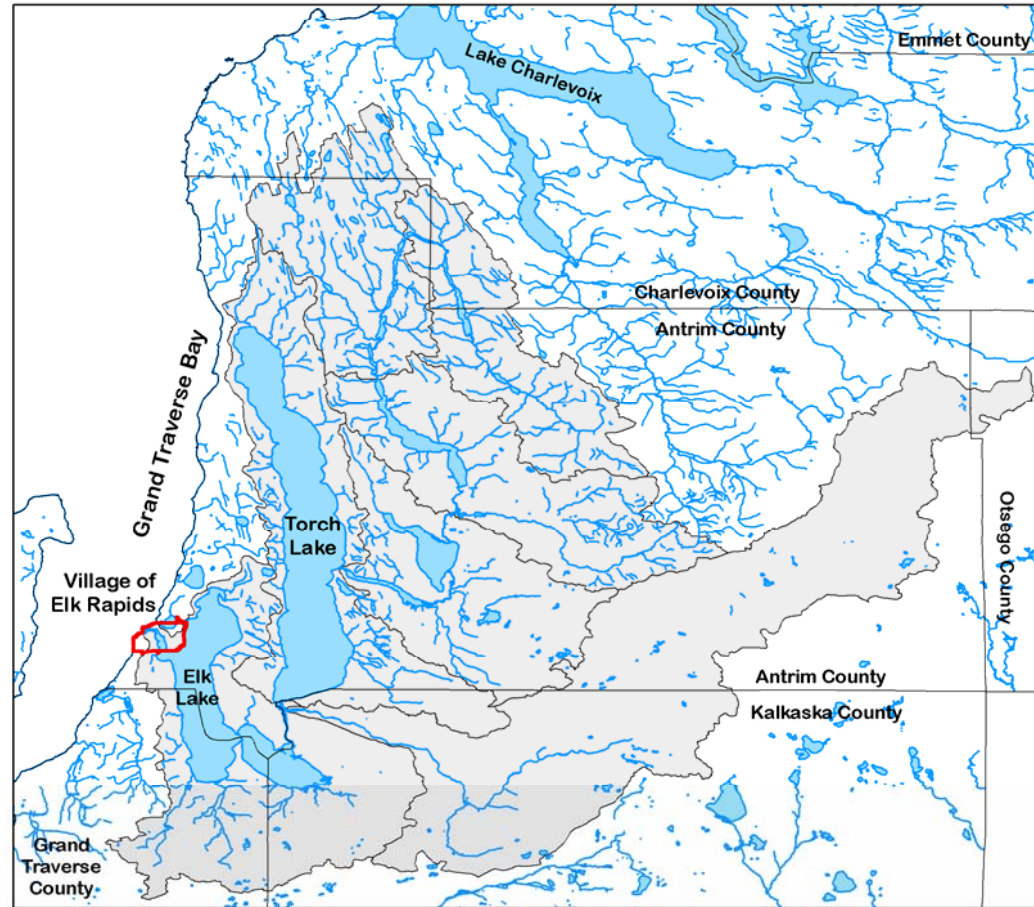 Emmet County
Lake Charlevoix
Charlevoix County
Antrim County
Grand Traverse Bay
Torch
Lake
Otsego County
Village of
Elk Rapids
Elk
Lake
Antrim County
Kalkaska County
Grand
Traverse
County